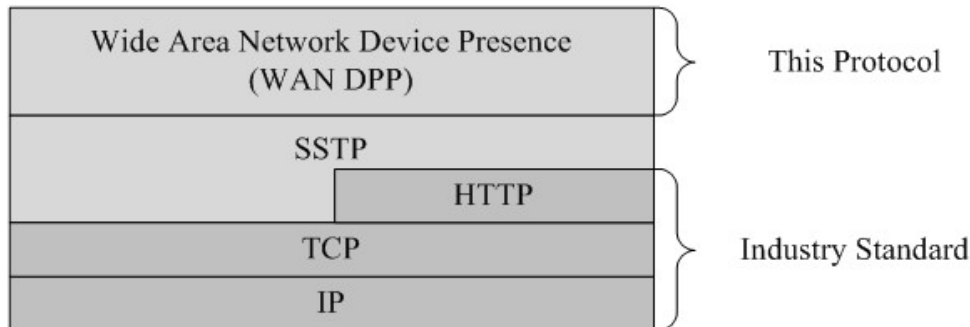 Wide Area Network Device Presence
(WAN DPP)
This Protocol
SSTP
HTTP
TCP
Industry Standard
IP